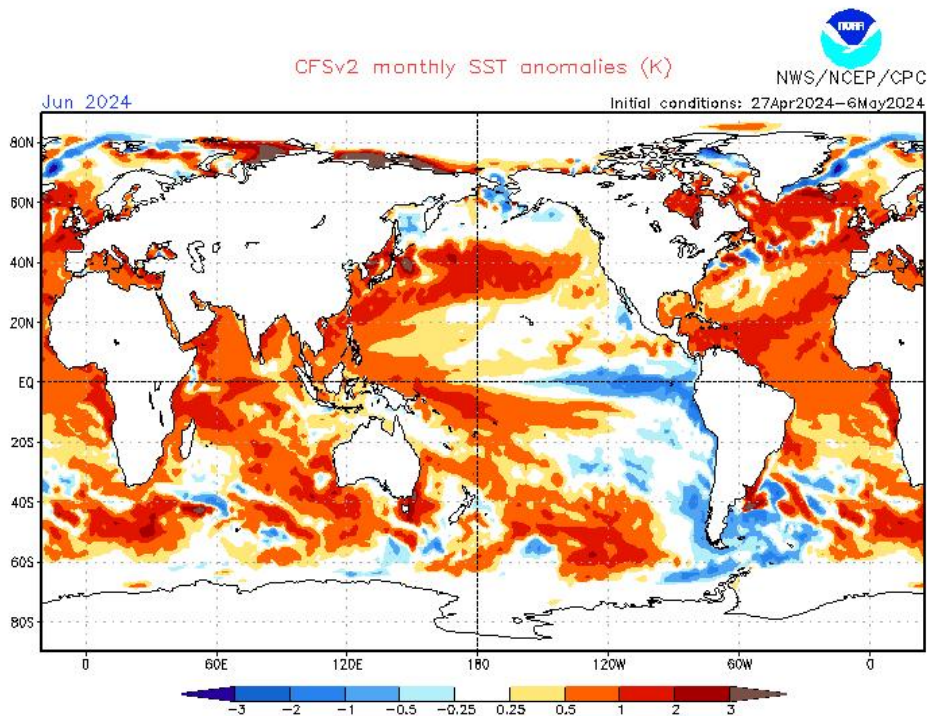 NOAA
CFSv2 monthly SST anomalies (K)
NWS/NCEP/CPC
Jun 2024
Initial conditions: 27Apr2024-6May2024
80N
60N
40N
20N
EQ
20S
40S
60S
80S
0
60E
120E
180
120W
60W
0
-3
-2
-1
-0.5
-0.25
0.25
0.5
1
2
3